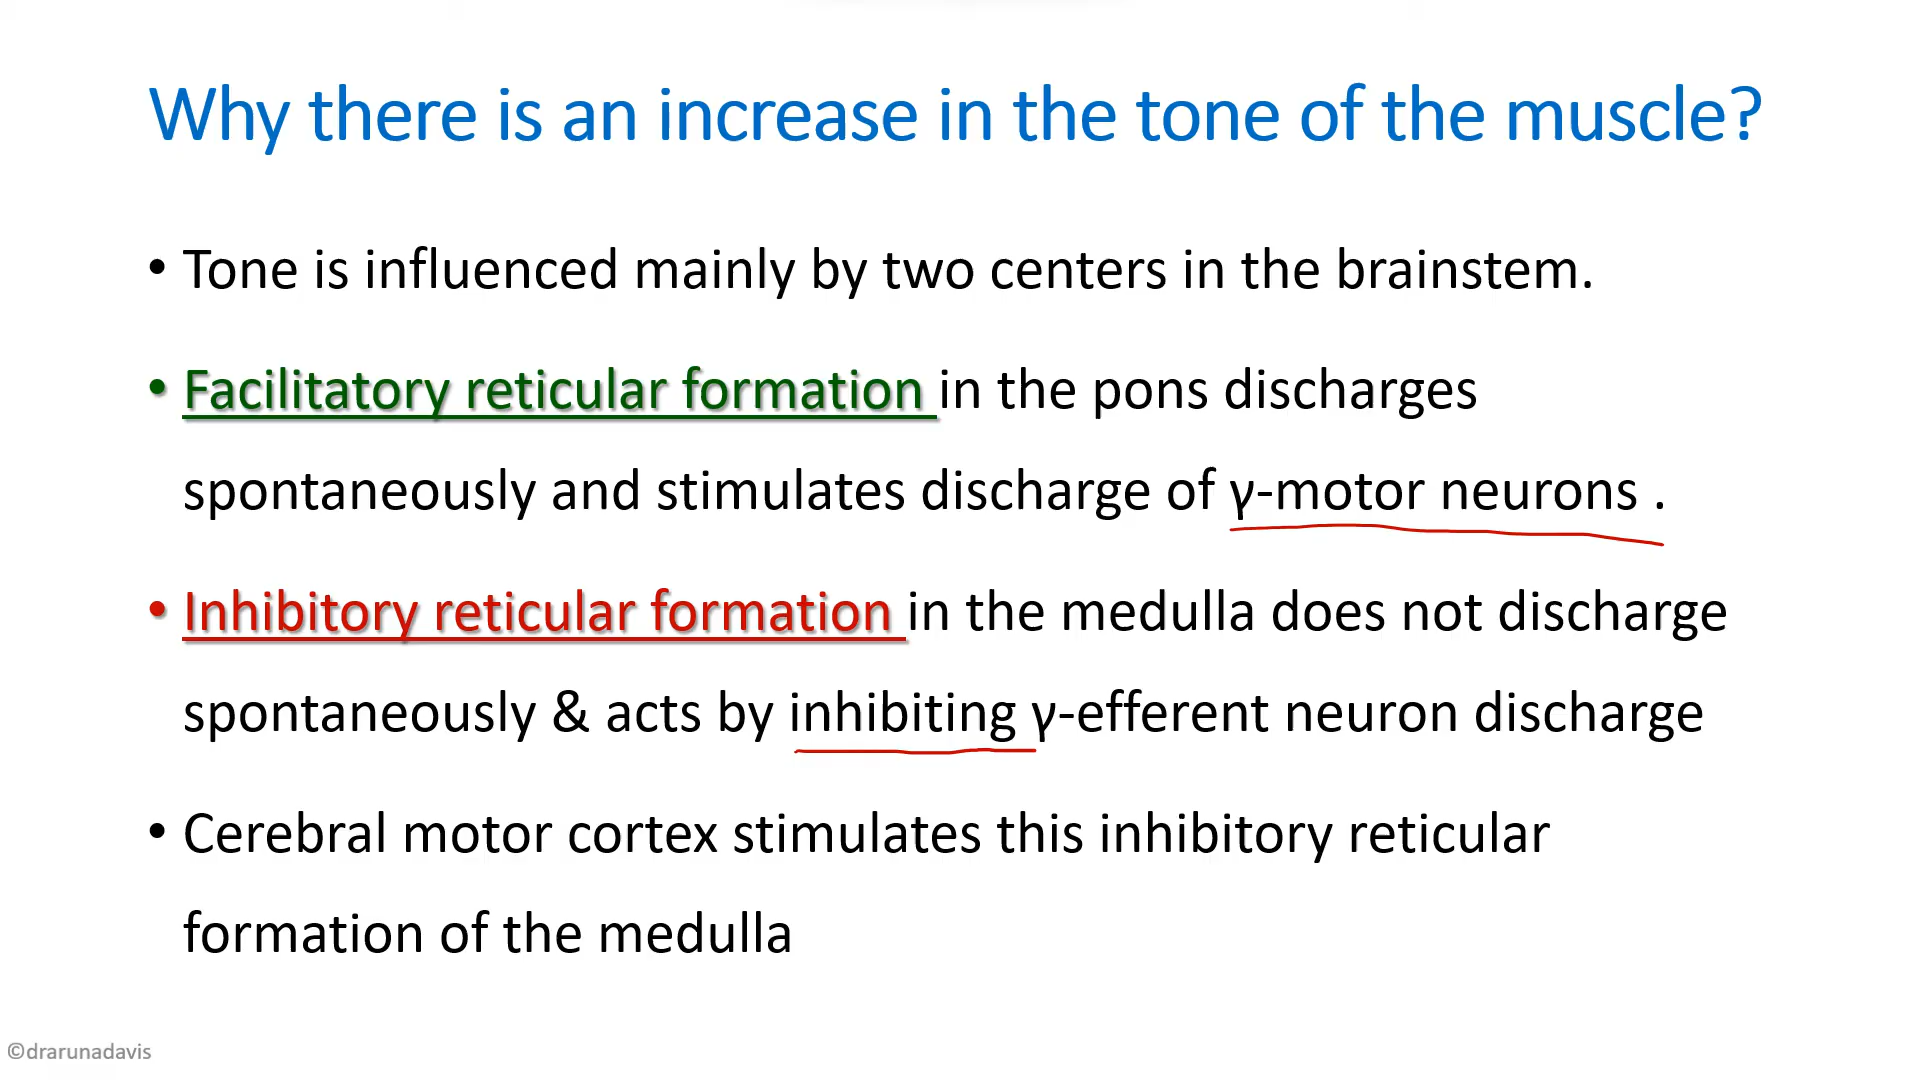 Why there is an increase in the tone of the muscle?
• Tone is influenced mainly by two centers in the brainstem.
• Facilitatory reticular formation in the pons discharges
spontaneously and stimulates discharge of γ-motor neurons .
• Inhibitory reticular formation in the medulla does not discharge
spontaneously & acts by inhibiting γ-efferent neuron discharge
• Cerebral motor cortex stimulates this inhibitory reticular
formation of the medulla
©drarunadavis